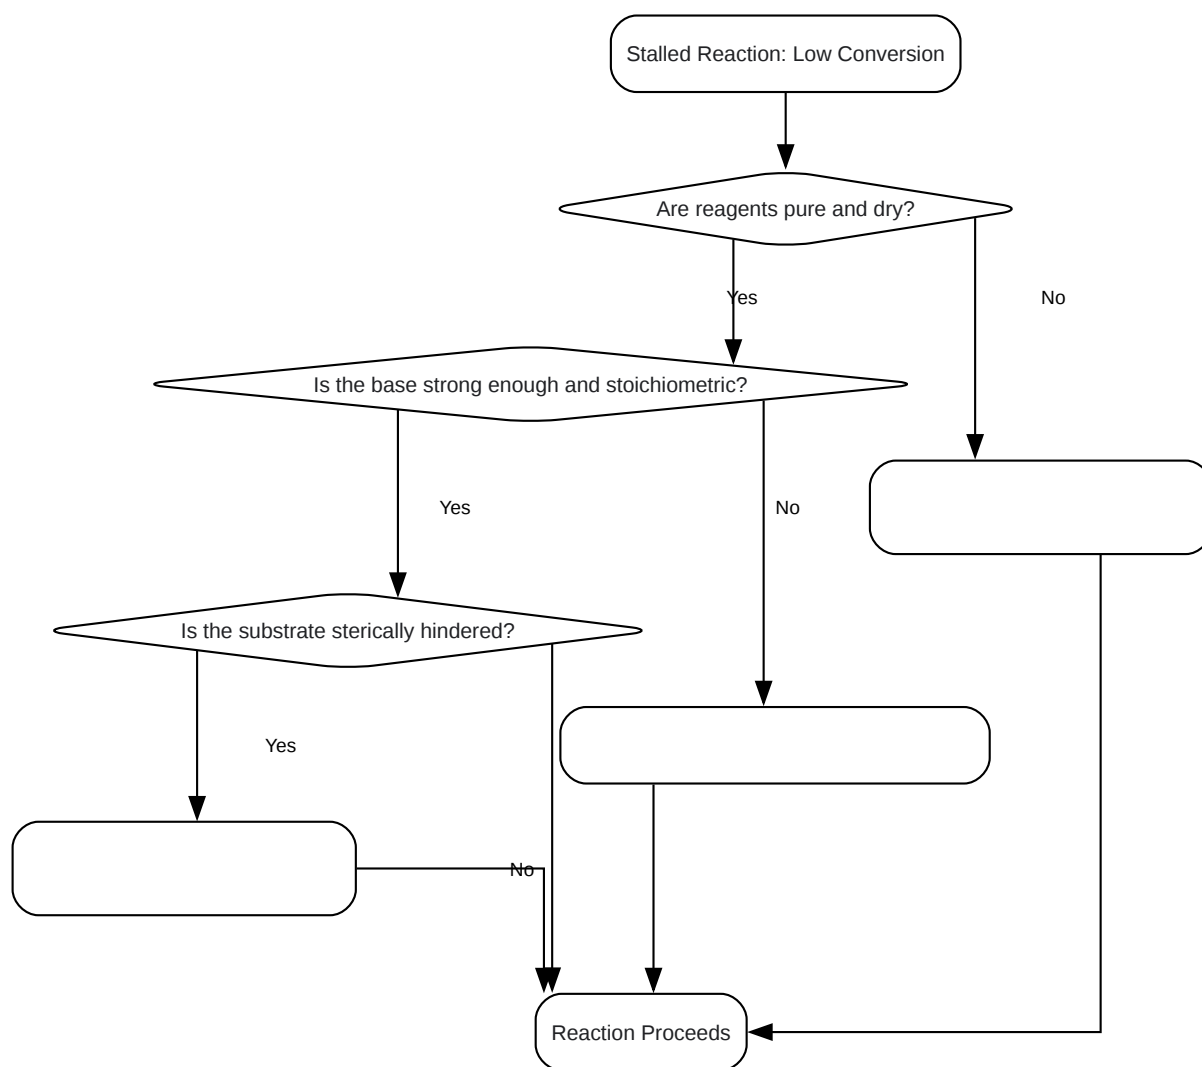 Stalled Reaction: Low Conversion
Are reagents pure and dry?
Yes
No
Is the base strong enough and stoichiometric?
Yes
No
Is the substrate sterically hindered?
Yes
No
Reaction Proceeds